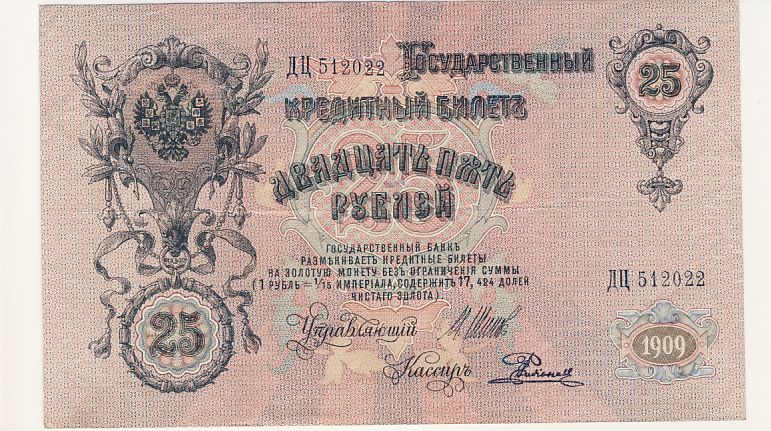 ДЦ 512022 Государственный
25
Кредитный Билетъ
Двадцать пять
рублей
ГОСУДАРСТВЕННЫЙ БАНКЪ
РАЗМѢНИВАЕТЪ КРЕДИТНЫЕ БИЛЕТЫ
НА ЗОЛОТУЮ МОНЕТУ БЕЗЪ ОГРАНИЧЕНІЯ СУММЫ
(1 РУБЛЬ = 1/15 ИМПЕРІАЛА, СОДЕРЖИТЪ 17, 424 ДОЛЕЙ
ЧИСТАГО ЗОЛОТА).
ДЦ 512022
25
Управляющій
1909
Кассиръ